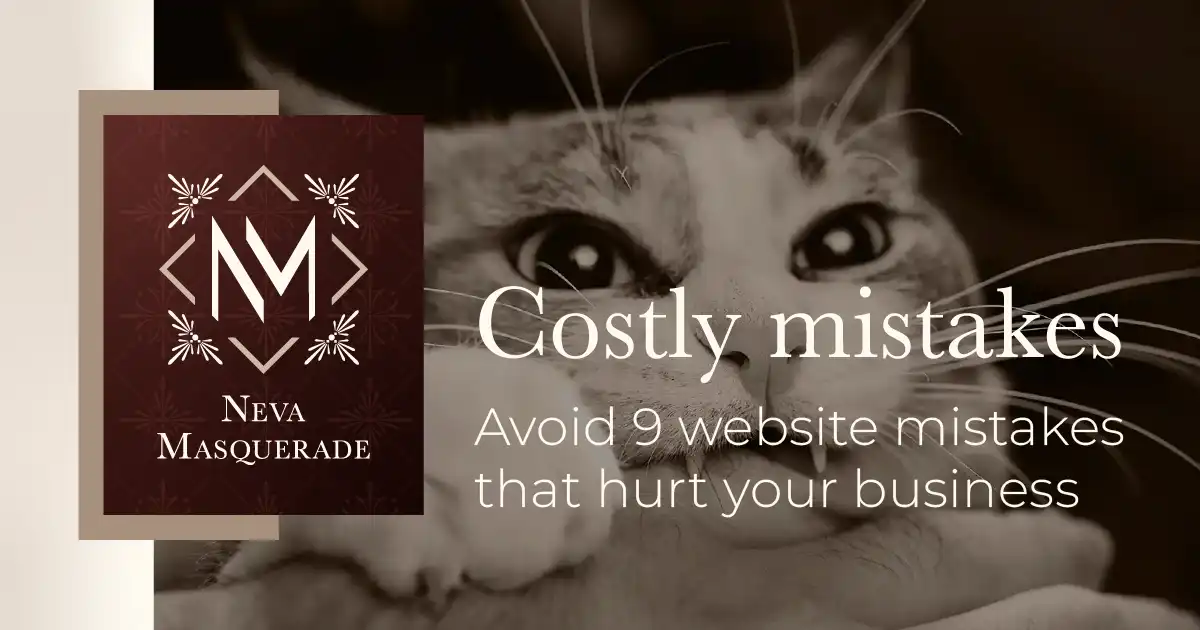 NM
Neva
Masquerade
Costly mistakes
Avoid 9 website mistakes
that hurt your business